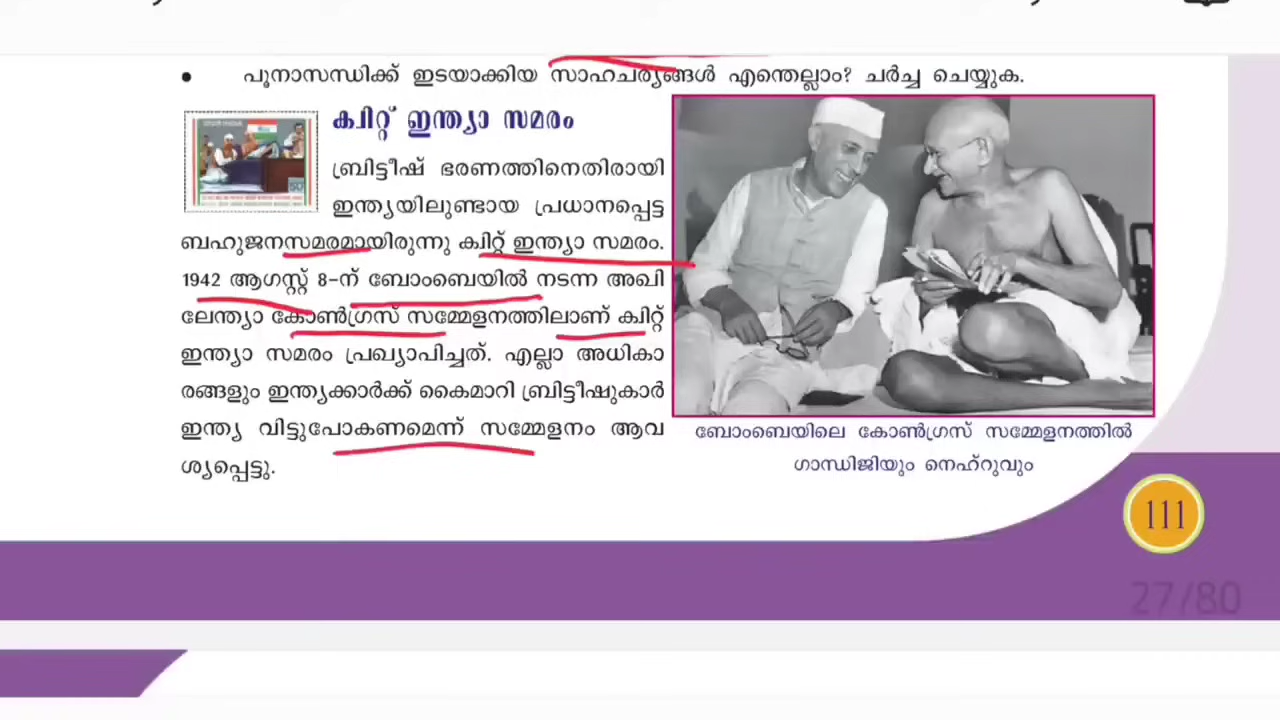 • പൂനാസന്ധിക്ക് ഇടയാക്കിയ സാഹചര്യങ്ങൾ എന്തെല്ലാം? ചർച്ച ചെയ്യുക.
ക്വിറ്റ് ഇന്ത്യാ സമരം
ബ്രിട്ടീഷ് ഭരണത്തിനെതിരായി
ഇന്ത്യയിലുണ്ടായ പ്രധാനപ്പെട്ട
ബഹുജനസമരമായിരുന്നു ക്വിറ്റ് ഇന്ത്യാ സമരം.
1942 ആഗസ്റ്റ് 8-ന് ബോംബെയിൽ നടന്ന അഖി
ലേന്ത്യാ കോൺഗ്രസ് സമ്മേളനത്തിലാണ് ക്വിറ്റ്
ഇന്ത്യാ സമരം പ്രഖ്യാപിച്ചത്. എല്ലാ അധികാ
രങ്ങളും ഇന്ത്യക്കാർക്ക് കൈമാറി ബ്രിട്ടീഷുകാർ
ഇന്ത്യ വിട്ടുപോകണമെന്ന് സമ്മേളനം ആവ
ശ്യപ്പെട്ടു.
ബോംബെയിലെ കോൺഗ്രസ് സമ്മേളനത്തിൽ
ഗാന്ധിജിയും നെഹ്റുവും
111
27/80